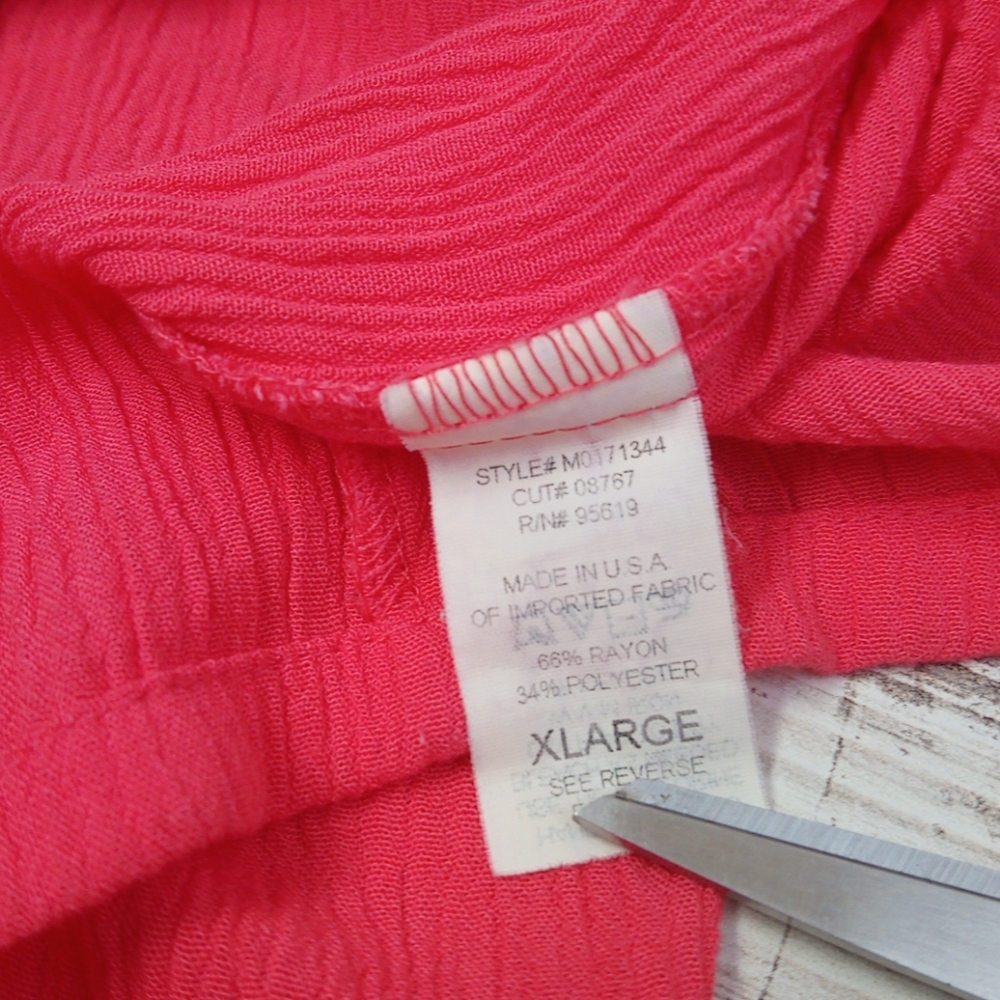 STYLE# M0171344
CUT# 08767
R/N# 95619
MADE IN U.S.A.
OF IMPORTED FABRIC
66% RAYON
34% POLYESTER
XLARGE
SEE REVERSE